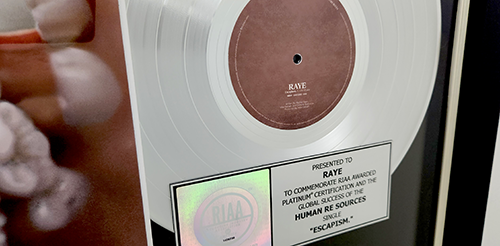 RAYE
PRESENTED TO
RAYE
TO COMMEMORATE RIAA AWARDED
PLATINUM" CERTIFICATION AND THE
GLOBAL SUCCESS OF THE
HUMAN RE SOURCES
SINGLE
"ESCAPISM."
RIAA